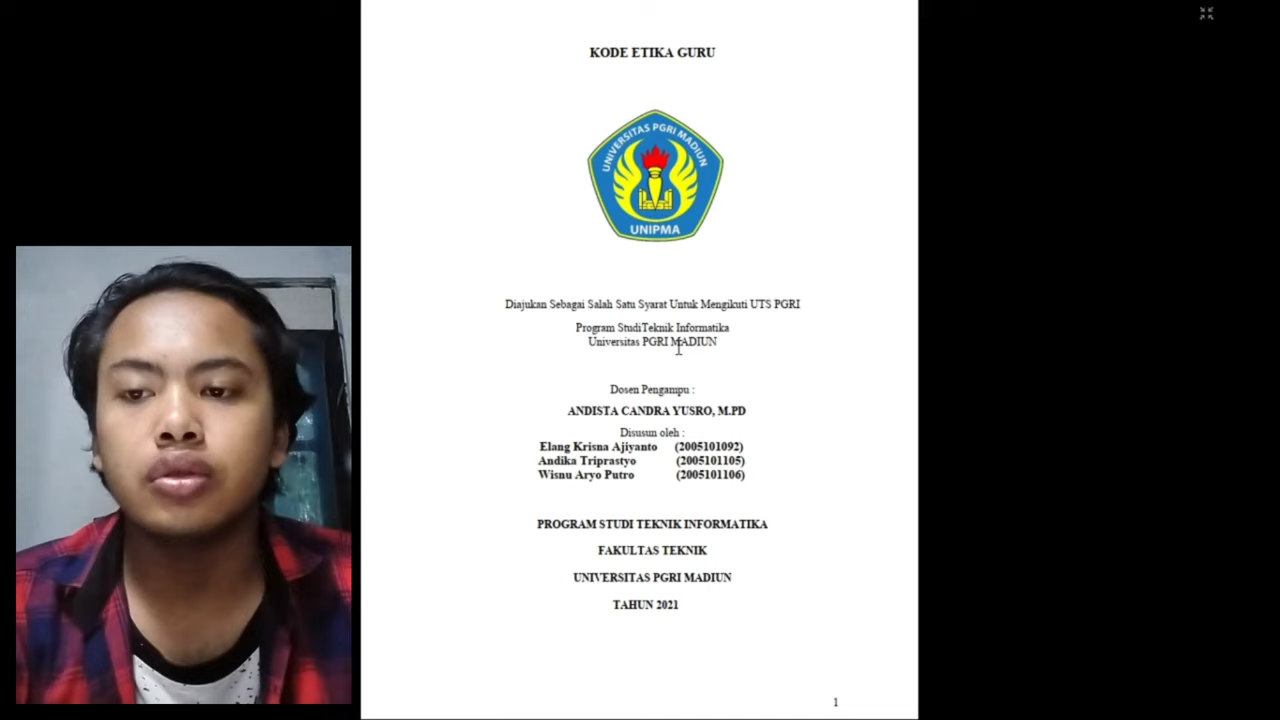 KODE ETIKA GURU
UNIVERSITAS PGRI MADIUN
UNIPMA
Diajukan Sebagai Salah Satu Syarat Untuk Mengikuti UTS PGRI
Program StudiTeknik Informatika
Universitas PGRI MADIUN
Dosen Pengampu :
ANDISTA CANDRA YUSRO, M.PD
Disusun oleh :
Elang Krisna Ajiyanto (2005101092)
Andika Triprastyo (2005101105)
Wisnu Aryo Putro (2005101106)
PROGRAM STUDI TEKNIK INFORMATIKA
FAKULTAS TEKNIK
UNIVERSITAS PGRI MADIUN
TAHUN 2021
1